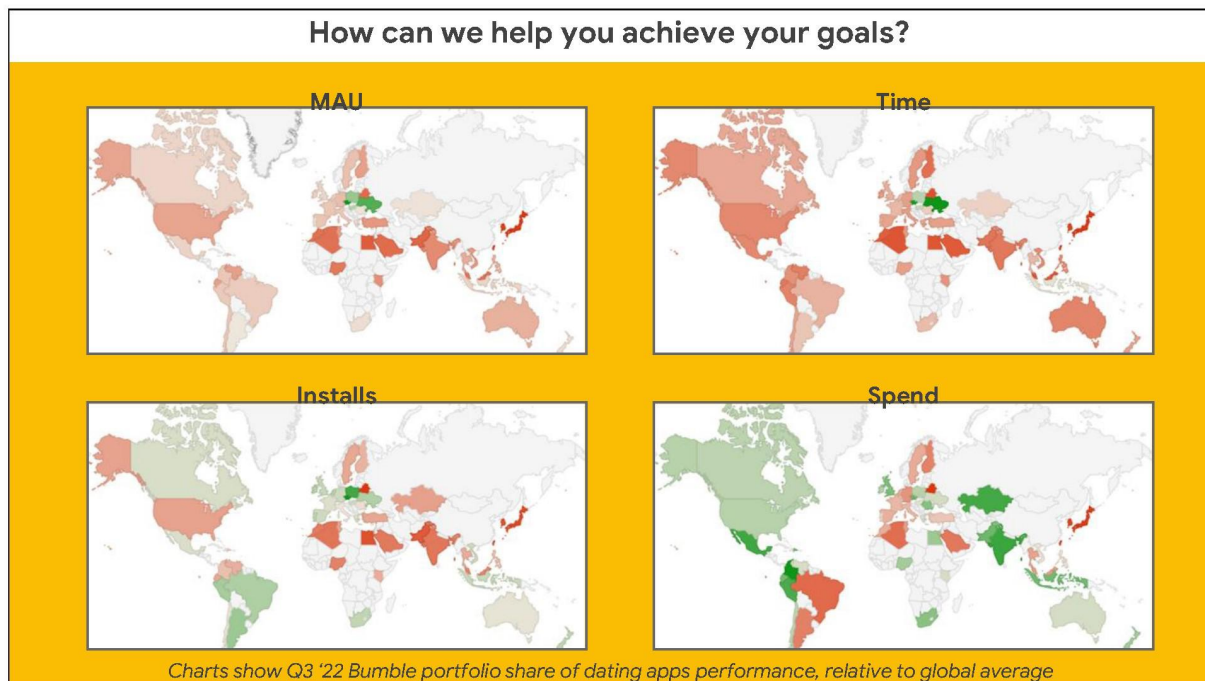 How can we help you achieve your goals?
MAU
Time
Installs
Spend
Charts show Q3 ‘22 Bumble portfolio share of dating apps performance, relative to global average